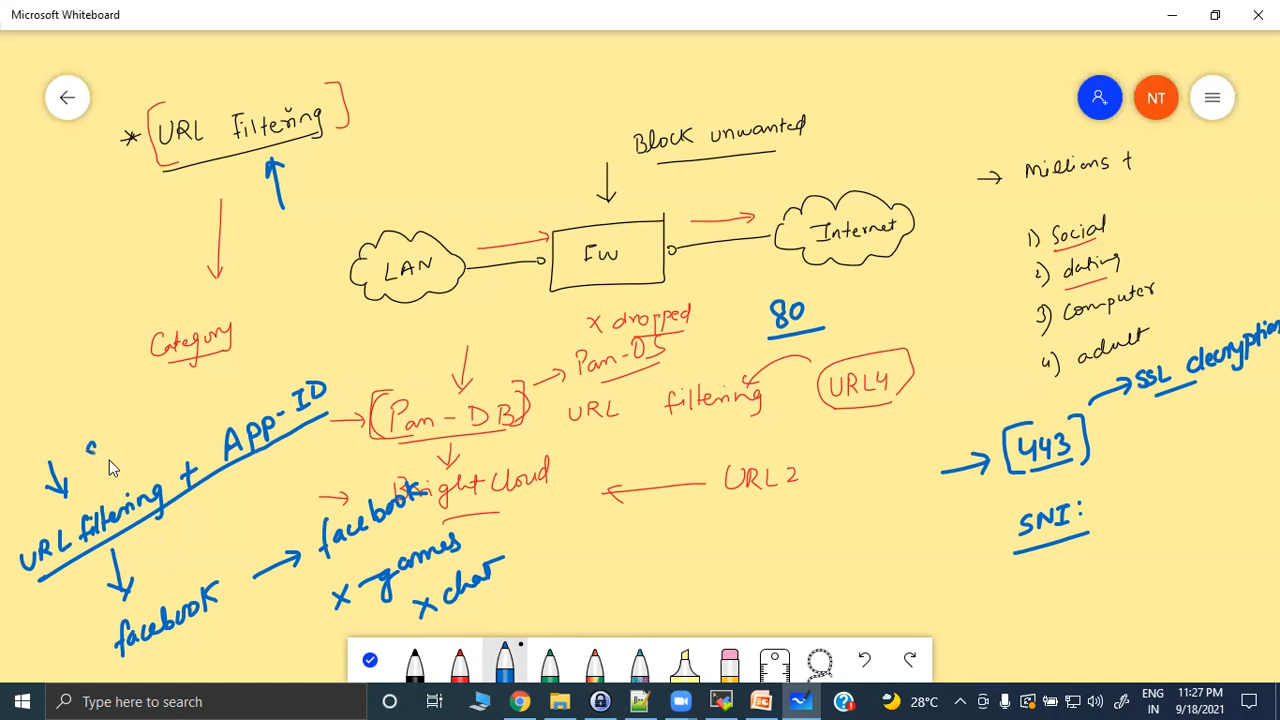 Microsoft Whiteboard
* [URL Filtering]
Block unwanted
NT
→ Millions +
1) Social
2) dating
3) Computer
4) adult
LAN
FW
Internet
Category
x dropped
Pan-OS
80
→ [Pan-DB]
URL filtering
URL4
→ SSL decryption
→ [443]
SNI:
→ BrightCloud
← URL2
URL filtering + App-ID
facebook → facebook
x - games
x chat
Type here to search
28°C
ENG
IN
11:27 PM
9/18/2021